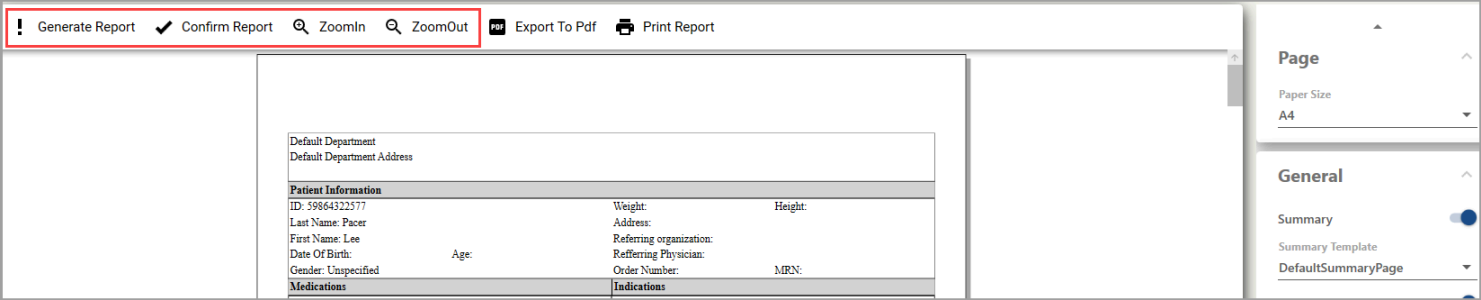 Generate Report Confirm Report ZoomIn ZoomOut PDF Export To Pdf Print Report
Default Department
Default Department Address
Patient Information
ID: 59864322577 Weight: Height:
Last Name: Pacer Address:
First Name: Lee Referring organization:
Date Of Birth: Age: Refferring Physician:
Gender: Unspecified Order Number: MRN:
Medications Indications
Page
Paper Size
A4
General
Summary
Summary Template
DefaultSummaryPage